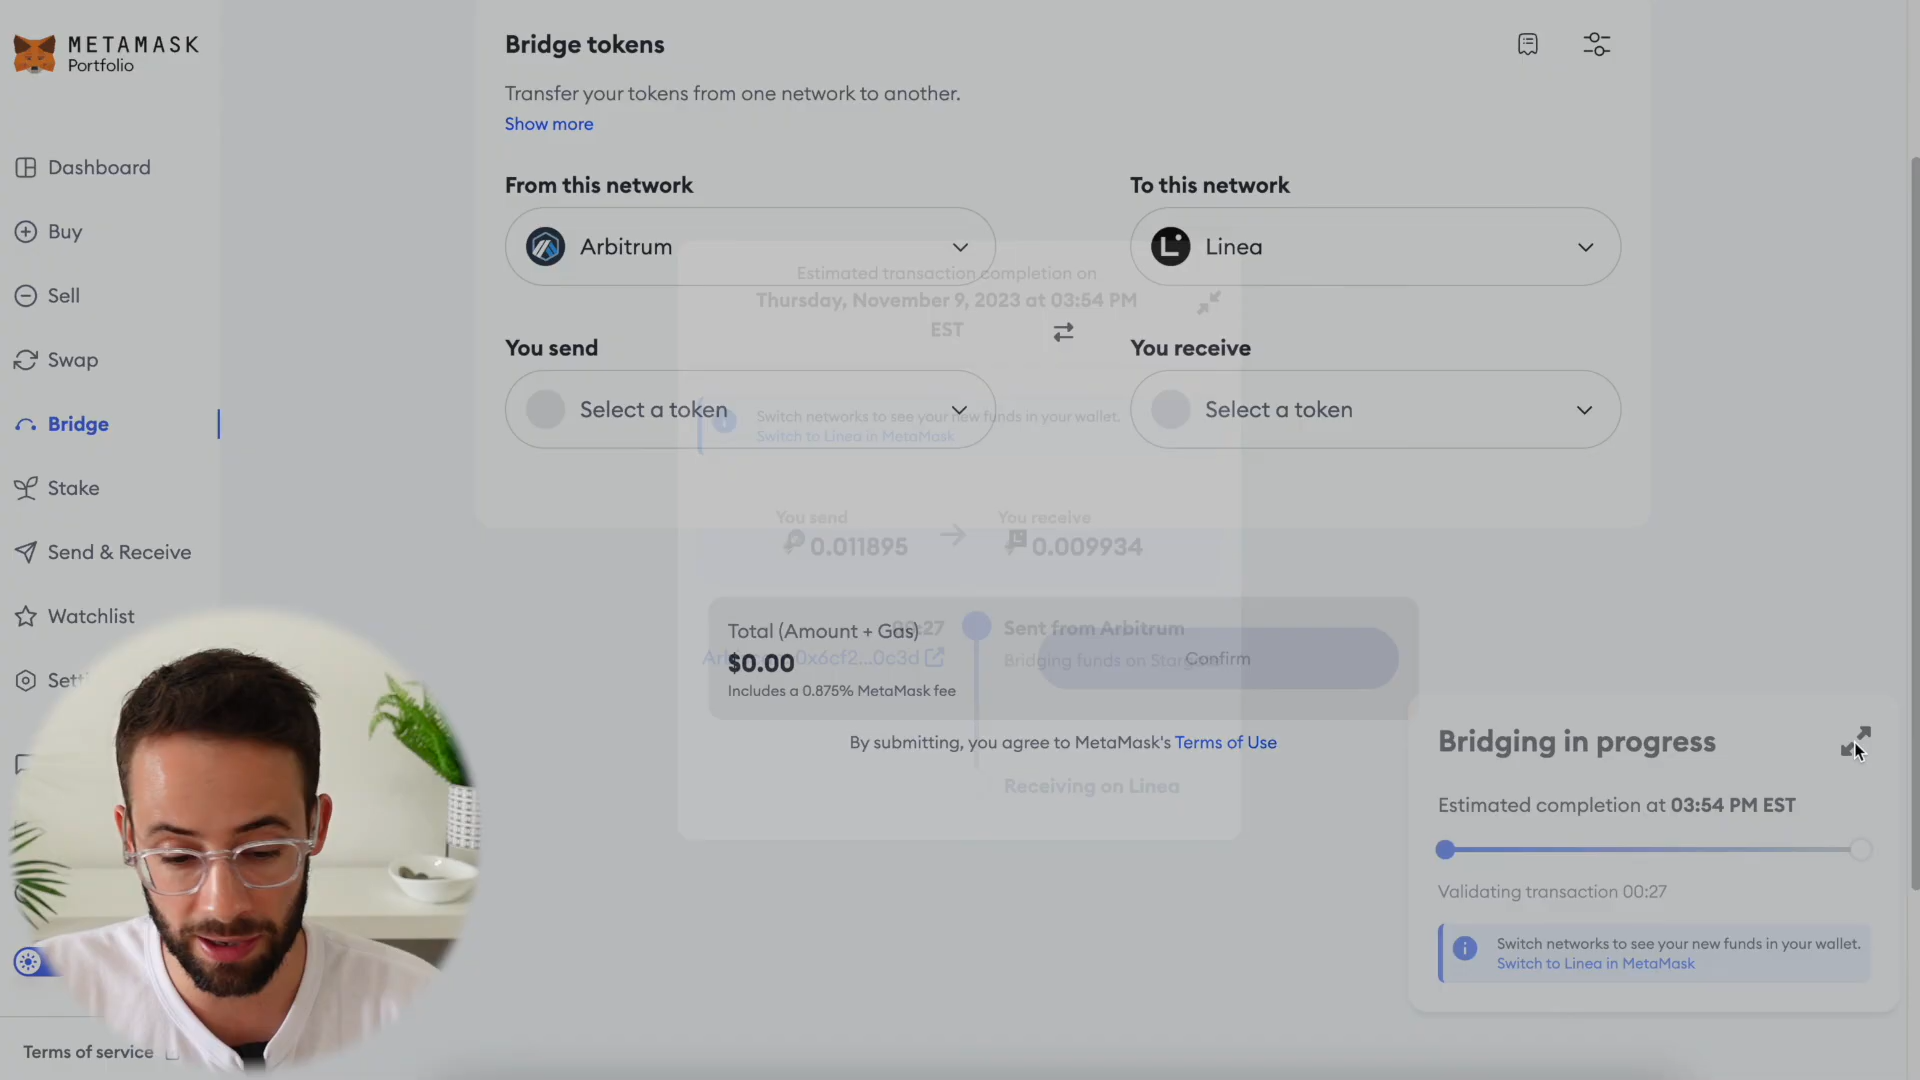 METAMASK
Portfolio
Dashboard
Buy
Sell
Swap
Bridge
Stake
Send & Receive
Watchlist
Terms of service
Bridge tokens
Transfer your tokens from one network to another.
Show more
From this network
Arbitrum
To this network
Linea
Estimated transaction completion on
Thursday, November 9, 2023 at 03:54 PM
EST
You send
Select a token
You receive
Select a token
Switch networks to see your new funds in your wallet.
Switch to Linea in MetaMask
You send
0.011895
You receive
0.009934
Total (Amount + Gas)
$0.00
Includes a 0.875% MetaMask fee
:27
0x6cf2...0c3d
Sent from Arbitrum
Bridging funds on
Confirm
By submitting, you agree to MetaMask's Terms of Use
Receiving on Linea
Bridging in progress
Estimated completion at 03:54 PM EST
Validating transaction 00:27
Switch networks to see your new funds in your wallet.
Switch to Linea in MetaMask